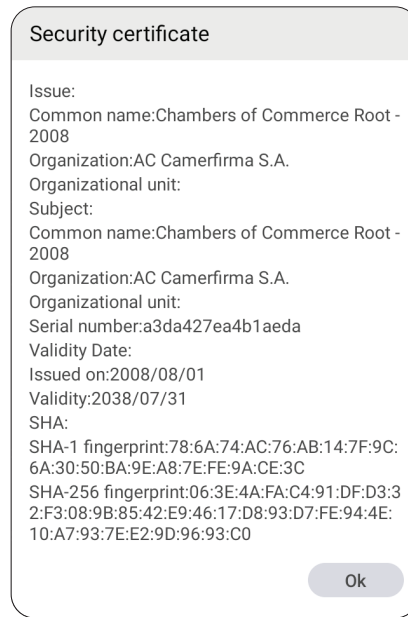 Security certificate
Issue:
Common name:Chambers of Commerce Root -
2008
Organization:AC Camerfirma S.A.
Organizational unit:
Subject:
Common name:Chambers of Commerce Root -
2008
Organization:AC Camerfirma S.A.
Organizational unit:
Serial number:a3da427ea4b1aeda
Validity Date:
Issued on:2008/08/01
Validity:2038/07/31
SHA:
SHA-1 fingerprint:78:6A:74:AC:76:AB:14:7F:9C:
6A:30:50:BA:9E:A8:7E:FE:9A:CE:3C
SHA-256 fingerprint:06:3E:4A:FA:C4:91:DF:D3:3
2:F3:08:9B:85:42:E9:46:17:D8:93:D7:FE:94:4E:
10:A7:93:7E:E2:9D:96:93:C0
Ok